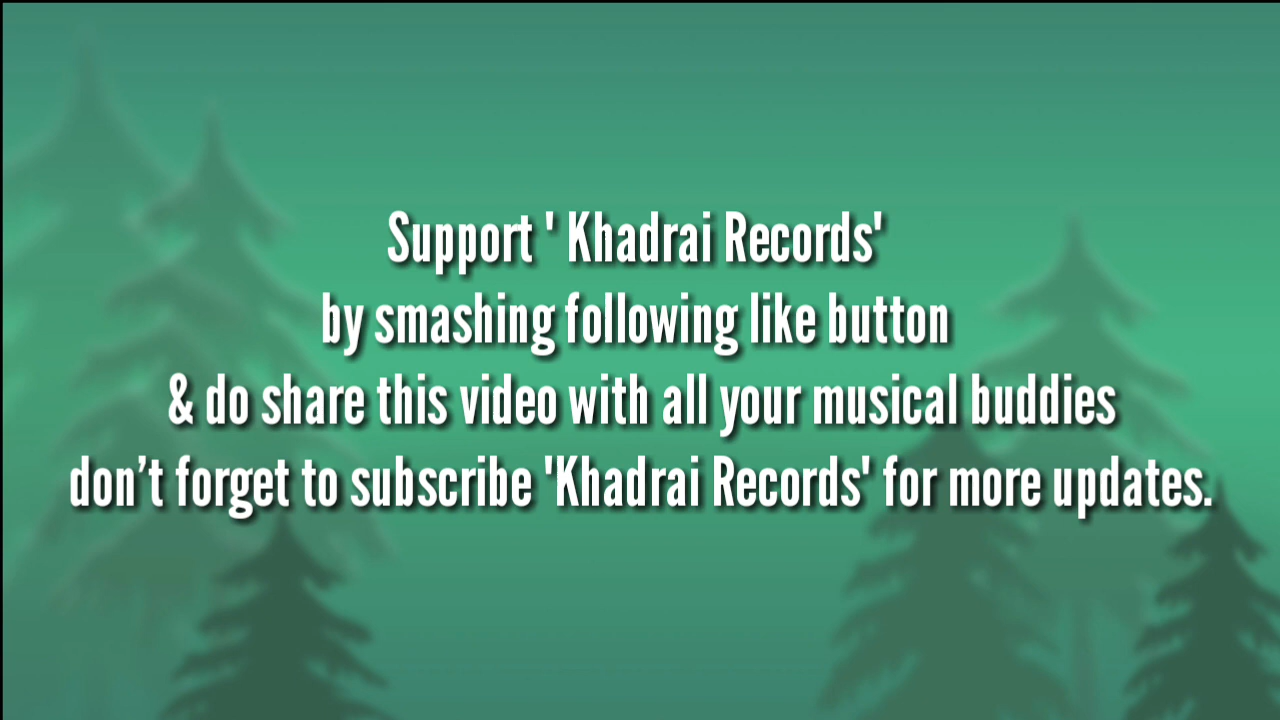 Support ' Khadrai Records'
by smashing following like button
& do share this video with all your musical buddies
don’t forget to subscribe 'Khadrai Records' for more updates.